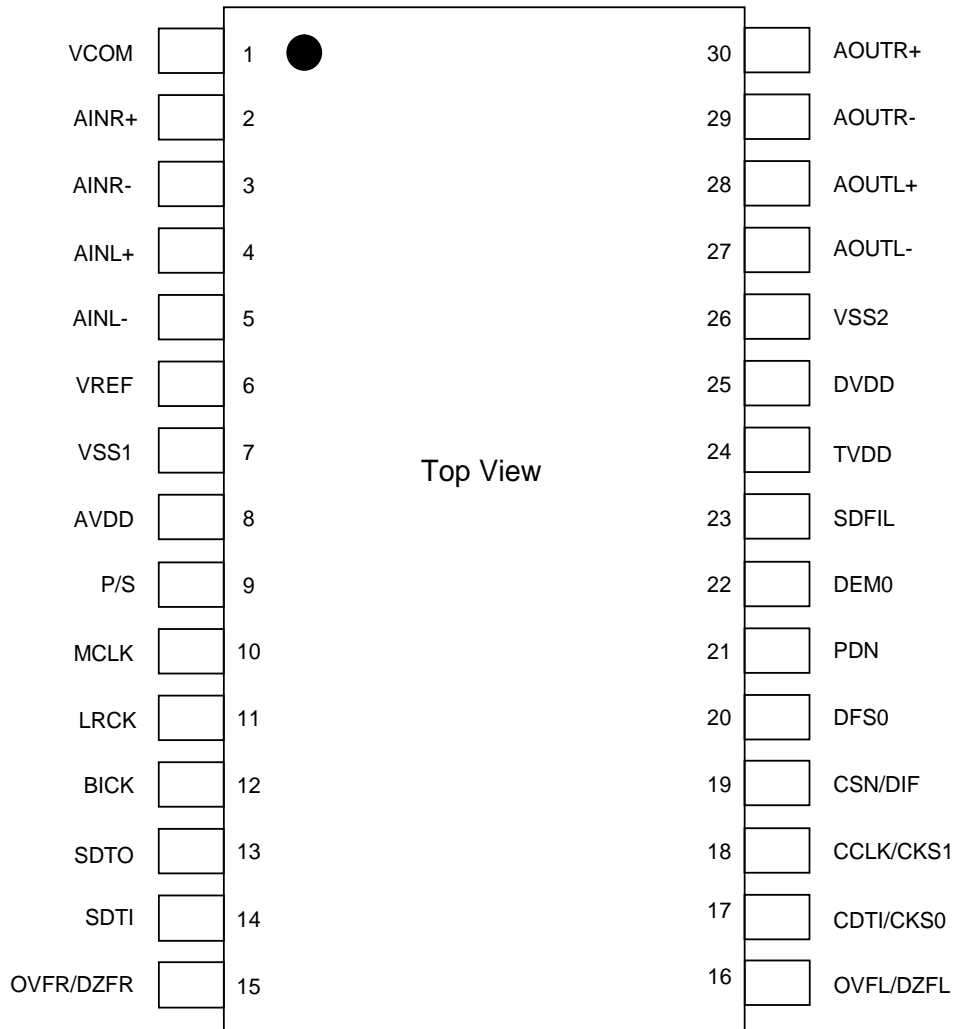 VCOM 1 30 AOUTR+
AINR+ 2 29 AOUTR-
AINR- 3 28 AOUTL+
AINL+ 4 27 AOUTL-
AINL- 5 26 VSS2
VREF 6 25 DVDD
VSS1 7 24 TVDD
Top View
AVDD 8 23 SDFIL
P/S 9 22 DEM0
MCLK 10 21 PDN
LRCK 11 20 DFS0
BICK 12 19 CSN/DIF
SDTO 13 18 CCLK/CKS1
SDTI 14 17 CDTI/CKS0
OVFR/DZFR 15 16 OVFL/DZFL